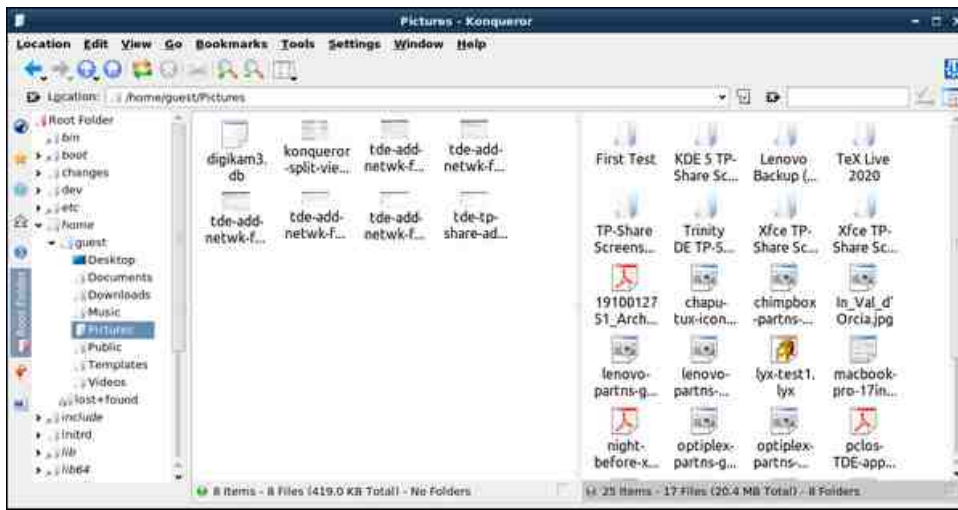 Pictures - Konqueror
Location Edit View Go Bookmarks Tools Settings Window Help
Location: /home/guest/Pictures
Root Folder
Root Folder
bin
boot
changes
dev
etc
home
guest
Desktop
Documents
Downloads
Music
Pictures
Public
Templates
Videos
lost+found
include
initrd
lib
lib64
digikam3.
db
konqueror
-split-vie...
tde-add-
netwk-f...
tde-add-
netwk-f...
tde-add-
netwk-f...
tde-add-
netwk-f...
tde-add-
netwk-f...
tde-tp-
share-ad...
8 Items - 8 Files (419.0 KB Total) - No Folders
First Test
KDE 5 TP-
Share Sc...
Lenovo
Backup (...
TeX Live
2020
TP-Share
Screens...
Trinity
DE TP-S...
Xfce TP-
Share Sc...
Xfce TP-
Share Sc...
19100127
51_Arch...
chapu-
tux-icon...
chimpbox
-partns-...
In_Val_d'
Orcia.jpg
lenovo-
partns-g...
lenovo-
partns-...
lyx-test1.
lyx
macbook-
pro-17in...
night-
before-x...
optiplex-
partns-g...
optiplex-
partns-...
pclos-
TDE-app...
25 Items - 17 Files (20.4 MB Total) - 8 Folders